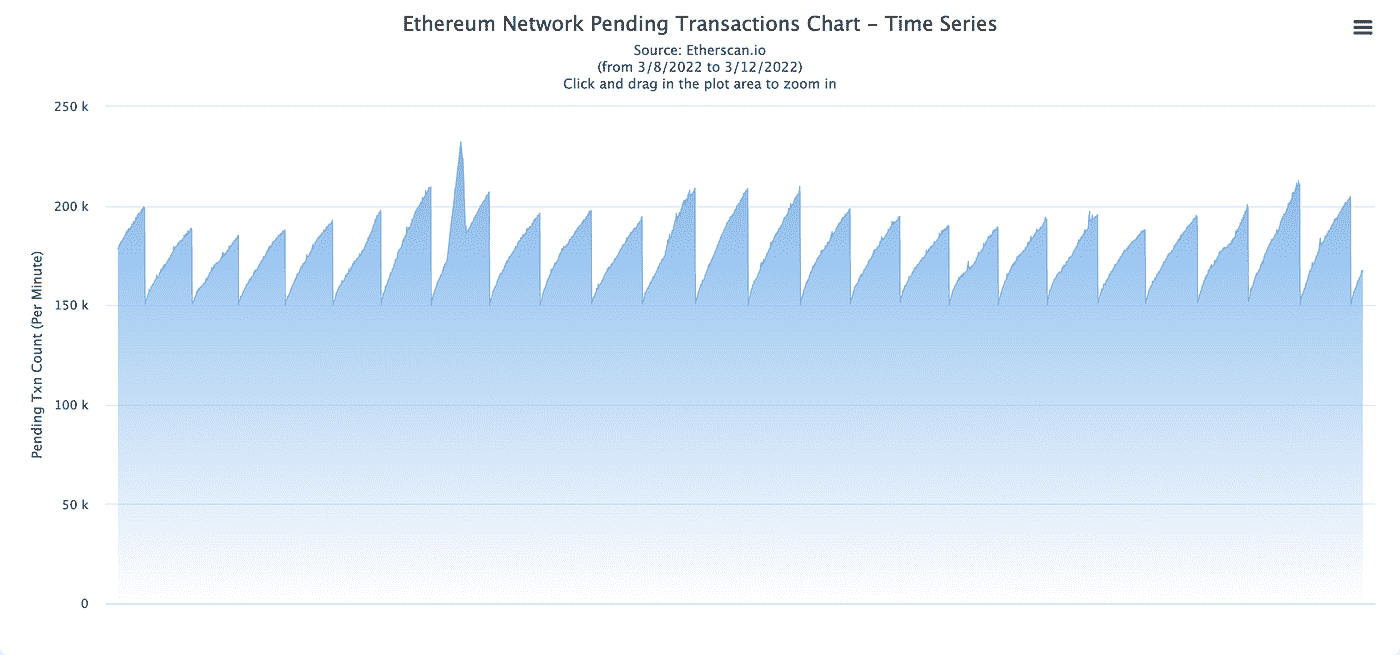 Ethereum Network Pending Transactions Chart - Time Series
Source: Etherscan.io
(from 3/8/2022 to 3/12/2022)
Click and drag in the plot area to zoom in
Pending Txn Count (Per Minute)
250 k
200 k
150 k
100 k
50 k
0